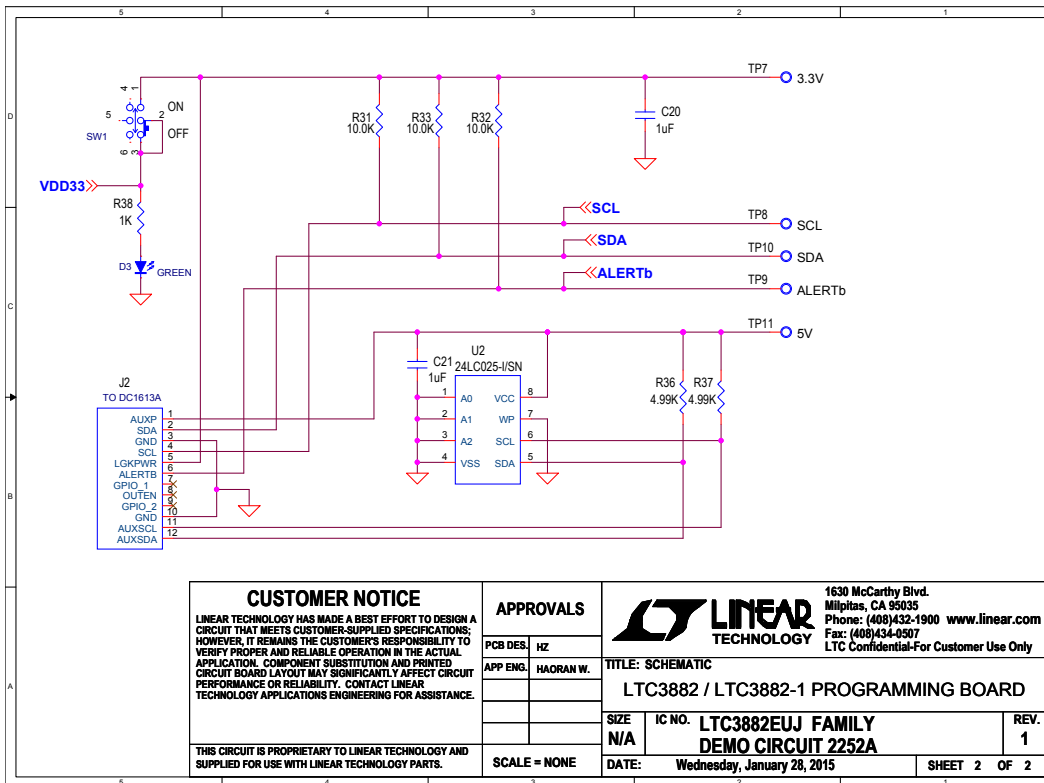 5 4 3 2 1
D
C
B
A
TP7 3.3V
4 1
ON
5 2
OFF
SW1
6 3
R31
10.0K
R33
10.0K
R32
10.0K
C20
1uF
VDD33
R38
1K
D3 GREEN
SCL
TP8 SCL
SDA
TP10 SDA
ALERTb
TP9 ALERTb
TP11 5V
C21
1uF
U2
24LC025-I/SN
1 A0 VCC 8
2 A1 WP 7
3 A2 SCL 6
4 VSS SDA 5
R36
4.99K
R37
4.99K
J2
TO DC1613A
AUXP 1
SDA 2
GND 3
SCL 4
LGKPWR 5
ALERTB 6
GPIO_1 7
OUTEN 8
GPIO_2 9
GND 10
AUXSCL 11
AUXSDA 12
CUSTOMER NOTICE
LINEAR TECHNOLOGY HAS MADE A BEST EFFORT TO DESIGN A
CIRCUIT THAT MEETS CUSTOMER-SUPPLIED SPECIFICATIONS;
HOWEVER, IT REMAINS THE CUSTOMER'S RESPONSIBILITY TO
VERIFY PROPER AND RELIABLE OPERATION IN THE ACTUAL
APPLICATION. COMPONENT SUBSTITUTION AND PRINTED
CIRCUIT BOARD LAYOUT MAY SIGNIFICANTLY AFFECT CIRCUIT
PERFORMANCE OR RELIABILITY. CONTACT LINEAR
TECHNOLOGY APPLICATIONS ENGINEERING FOR ASSISTANCE.
THIS CIRCUIT IS PROPRIETARY TO LINEAR TECHNOLOGY AND
SUPPLIED FOR USE WITH LINEAR TECHNOLOGY PARTS.
APPROVALS
PCB DES. HZ
APP ENG. HAORAN W.
SCALE = NONE
LINEAR
TECHNOLOGY
1630 McCarthy Blvd.
Milpitas, CA 95035
Phone: (408)432-1900 www.linear.com
Fax: (408)434-0507
LTC Confidential-For Customer Use Only
TITLE: SCHEMATIC
LTC3882 / LTC3882-1 PROGRAMMING BOARD
SIZE
N/A
IC NO. LTC3882EUJ FAMILY
DEMO CIRCUIT 2252A
REV.
1
DATE: Wednesday, January 28, 2015
SHEET 2 OF 2
5 4 3 2 1